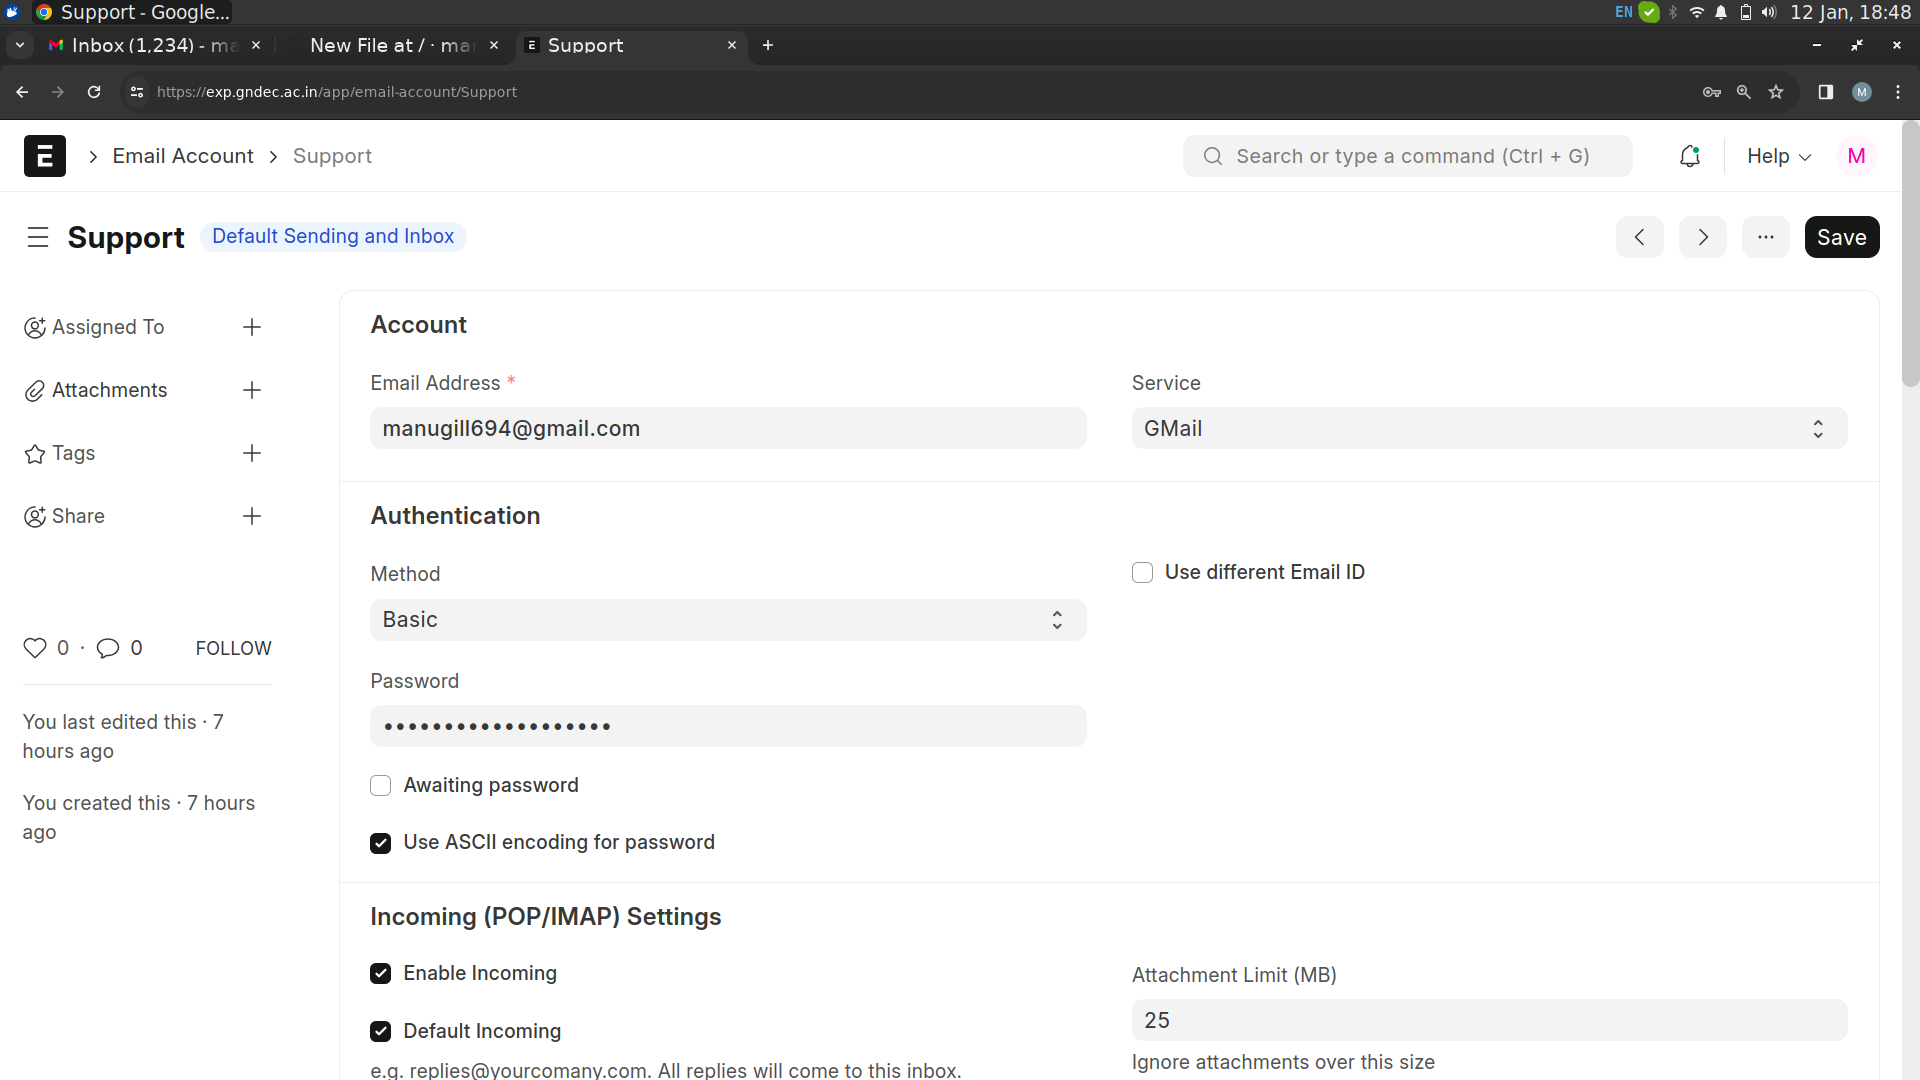 Support - Google...
EN
12 Jan, 18:48
Inbox (1,234) - ma
New File at / · mar
Support
https://exp.gndec.ac.in/app/email-account/Support
M
Email Account
Support
Search or type a command (Ctrl + G)
Help
M
Support
Default Sending and Inbox
Save
Assigned To
Attachments
Tags
Share
0 · 0
FOLLOW
You last edited this · 7
hours ago
You created this · 7 hours
ago
Account
Email Address *
manugill694@gmail.com
Service
GMail
Authentication
Method
Basic
Use different Email ID
Password
Awaiting password
Use ASCII encoding for password
Incoming (POP/IMAP) Settings
Enable Incoming
Default Incoming
e.g. replies@yourcomany.com. All replies will come to this inbox.
Attachment Limit (MB)
25
Ignore attachments over this size